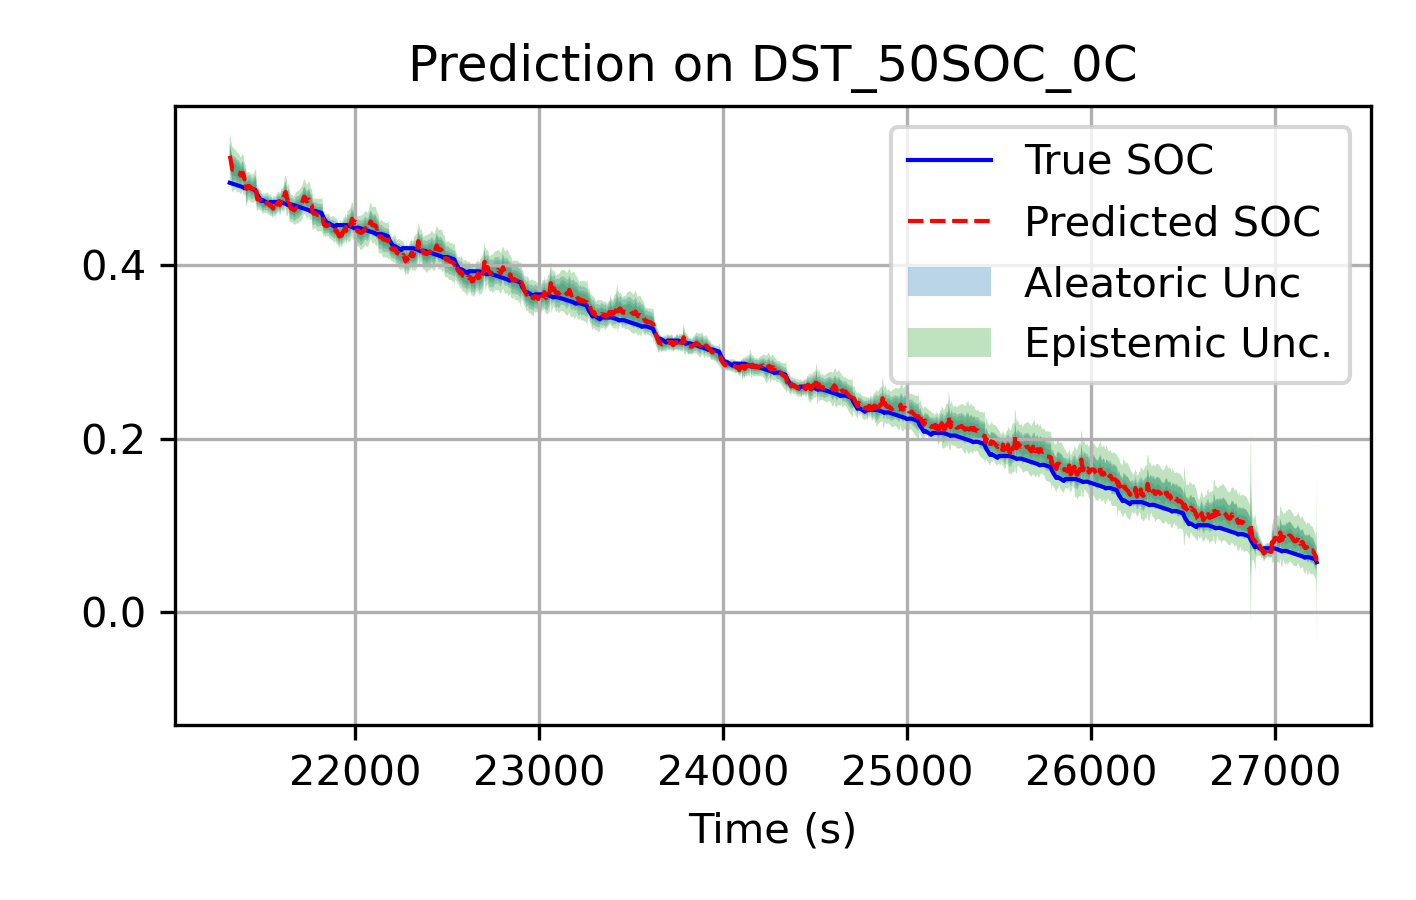 Prediction on DST_50SOC_0C
True SOC
Predicted SOC
Aleatoric Unc
Epistemic Unc.
0.4
0.2
0.0
22000 23000 24000 25000 26000 27000
Time (s)